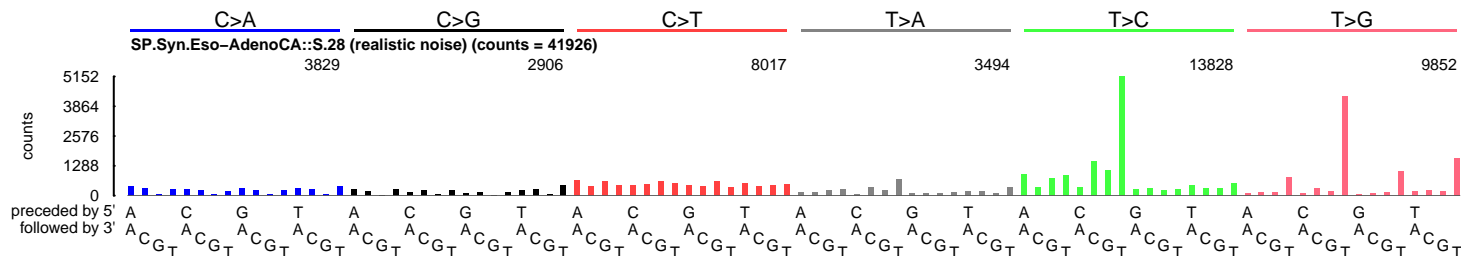 C>A C>G C>T T>A T>C T>G
SP.Syn.Eso–AdenoCA::S.28 (realistic noise) (counts = 41926)
3829 2906 8017 3494 13828 9852
5152
3864
2576
1288
0
counts
preceded by 5' A C G T A C G T A C G T A C G T A C G T A C G T
followed by 3' A C G T A C G T A C G T A C G T A C G T A C G T A C G T A C G T A C G T A C G T A C G T A C G T A C G T A C G T A C G T A C G T A C G T A C G T A C G T A C G T A C G T A C G T A C G T A C G T